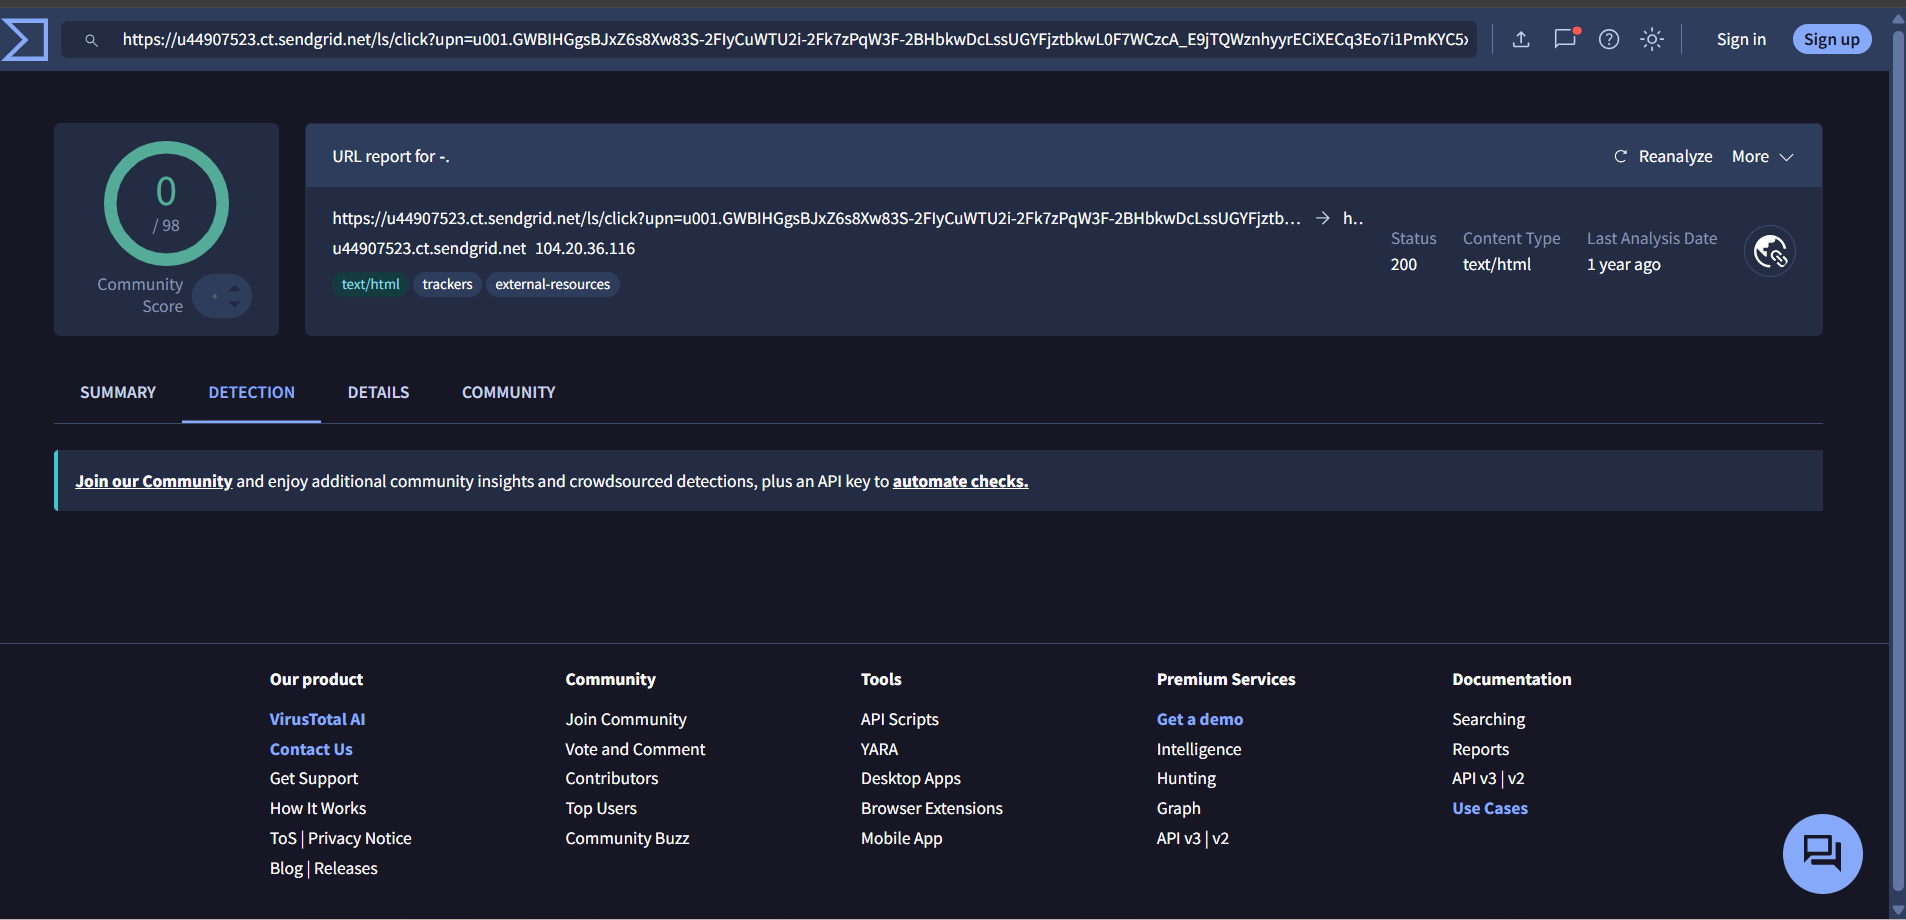 https://u44907523.ct.sendgrid.net/ls/click?upn=u001.GWBIHGgsBJxZ6s8Xw83S-2FIyCuWTU2i-2Fk7zPqW3F-2BHbkwDcLssUGYFjztbkwL0F7WCzcA_E9jTQWznhyyrECiXECq3Eo7i1PmKYC5x
Sign in
Sign up
0
/ 98
Community
Score
URL report for -.
Reanalyze
More
https://u44907523.ct.sendgrid.net/ls/click?upn=u001.GWBIHGgsBJxZ6s8Xw83S-2FIyCuWTU2i-2Fk7zPqW3F-2BHbkwDcLssUGYFjztb... → h..
u44907523.ct.sendgrid.net 104.20.36.116
text/html trackers external-resources
Status Content Type Last Analysis Date
200 text/html 1 year ago
SUMMARY DETECTION DETAILS COMMUNITY
Join our Community and enjoy additional community insights and crowdsourced detections, plus an API key to automate checks.
Our product
VirusTotal AI
Contact Us
Get Support
How It Works
ToS | Privacy Notice
Blog | Releases
Community
Join Community
Vote and Comment
Contributors
Top Users
Community Buzz
Tools
API Scripts
YARA
Desktop Apps
Browser Extensions
Mobile App
Premium Services
Get a demo
Intelligence
Hunting
Graph
API v3 | v2
Documentation
Searching
Reports
API v3 | v2
Use Cases